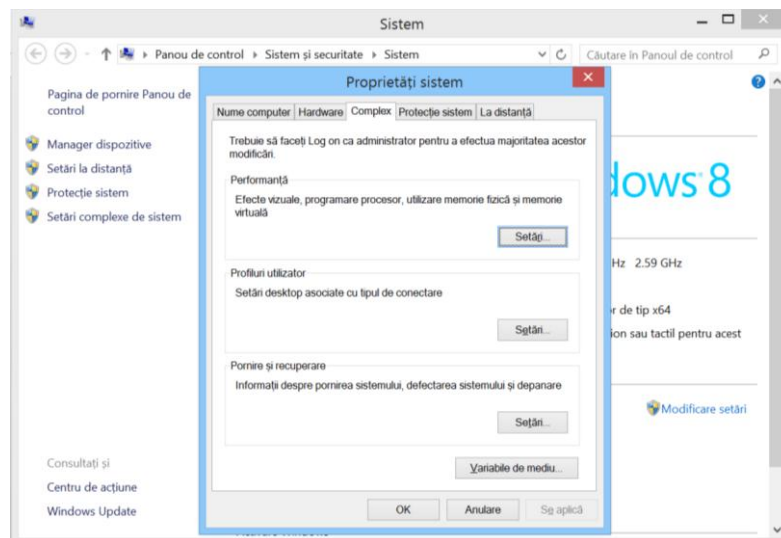 Sistem
Panou de control
Sistem și securitate
Sistem
Căutare în Panoul de control
Pagina de pornire Panou de
control
Manager dispozitive
Setări la distanță
Protecție sistem
Setări complexe de sistem
Consultați și
Centru de acțiune
Windows Update
Proprietăți sistem
Nume computer
Hardware
Complex
Protecție sistem
La distanță
Trebuie să faceți Log on ca administrator pentru a efectua majoritatea acestor
modificări.
Performanță
Efecte vizuale, programare procesor, utilizare memorie fizică și memorie
virtuală
Setări...
Profiluri utilizator
Setări desktop asociate cu tipul de conectare
Setări...
Pornire și recuperare
Informații despre pornirea sistemului, defectarea sistemului și depanare
Setări...
Variabile de mediu...
OK
Anulare
Se aplică
dows 8
Hz 2.59 GHz
r de tip x64
ion sau tactil pentru acest
Modificare setări